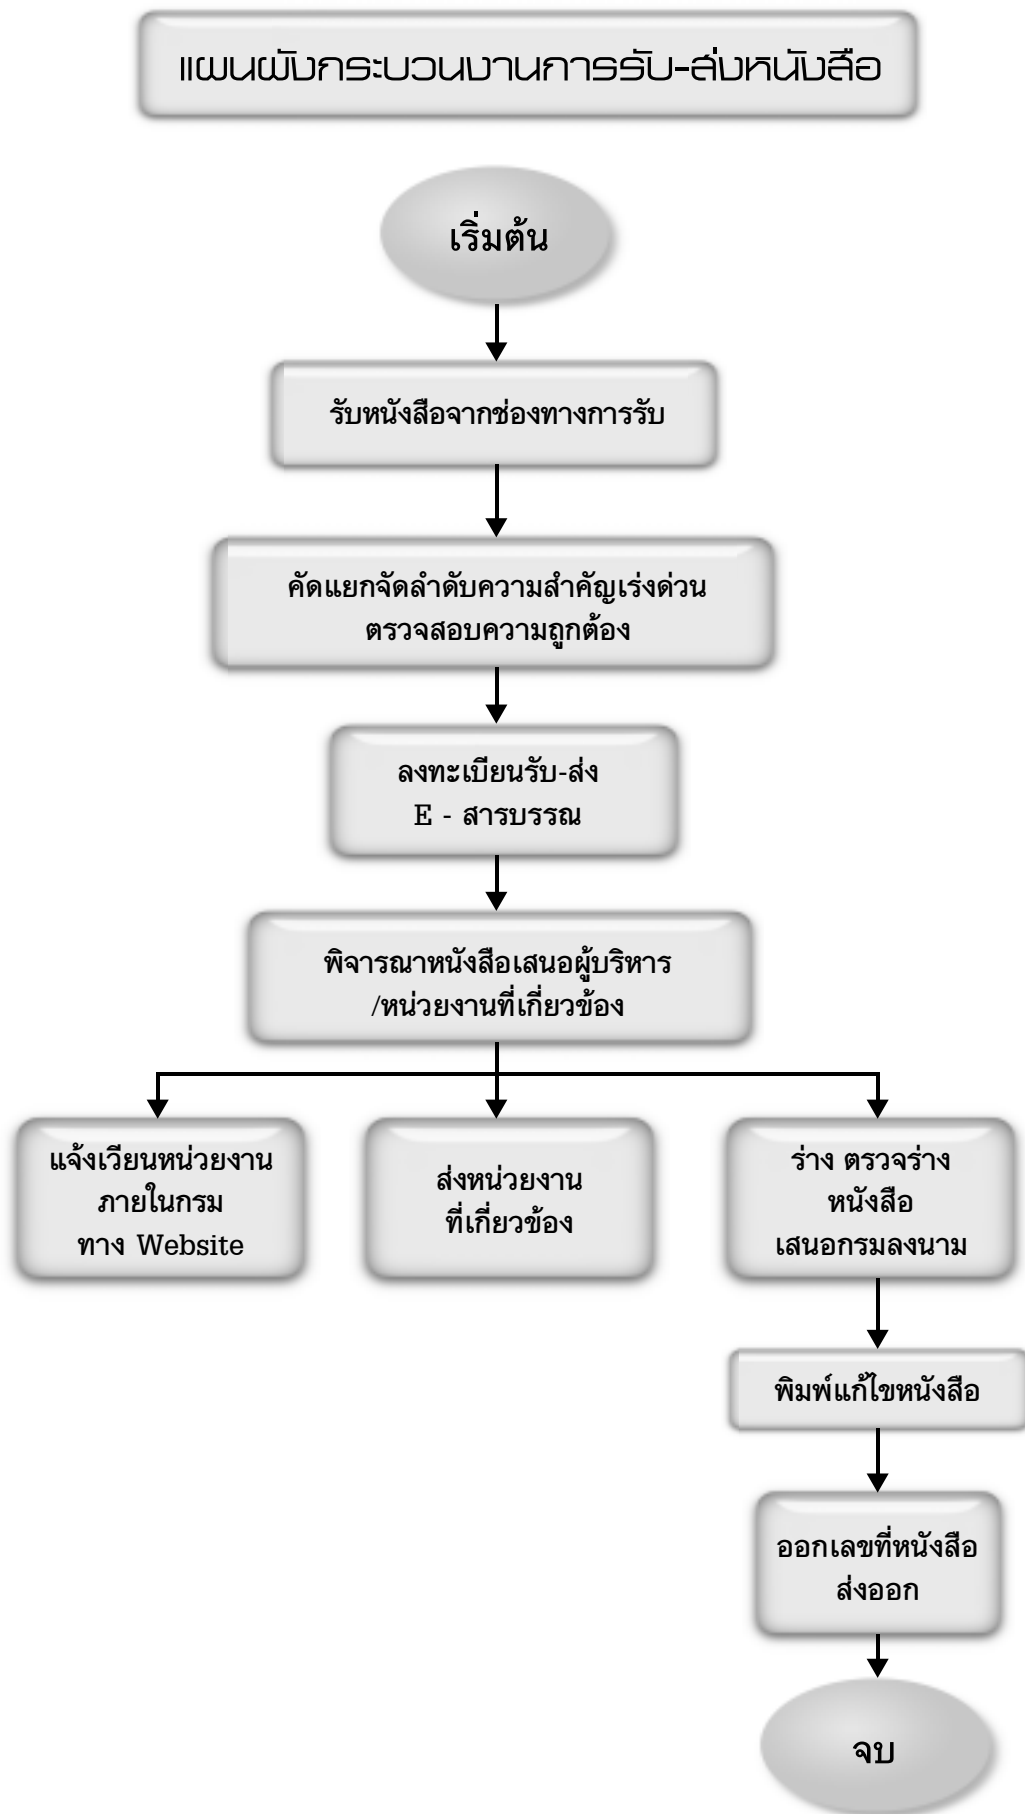 แผนผังกระบวนงานการรับ-ส่งหนังสือ
เริ่มต้น
รับหนังสือจากช่องทางการรับ
คัดแยกจัดลำดับความสำคัญเร่งด่วน
ตรวจสอบความถูกต้อง
ลงทะเบียนรับ-ส่ง
E - สารบรรณ
พิจารณาหนังสือเสนอผู้บริหาร
/หน่วยงานที่เกี่ยวข้อง
แจ้งเวียนหน่วยงาน
ภายในกรม
ทาง Website
ส่งหน่วยงาน
ที่เกี่ยวข้อง
ร่าง ตรวจร่าง
หนังสือ
เสนอกรมลงนาม
พิมพ์แก้ไขหนังสือ
ออกเลขที่หนังสือ
ส่งออก
จบ